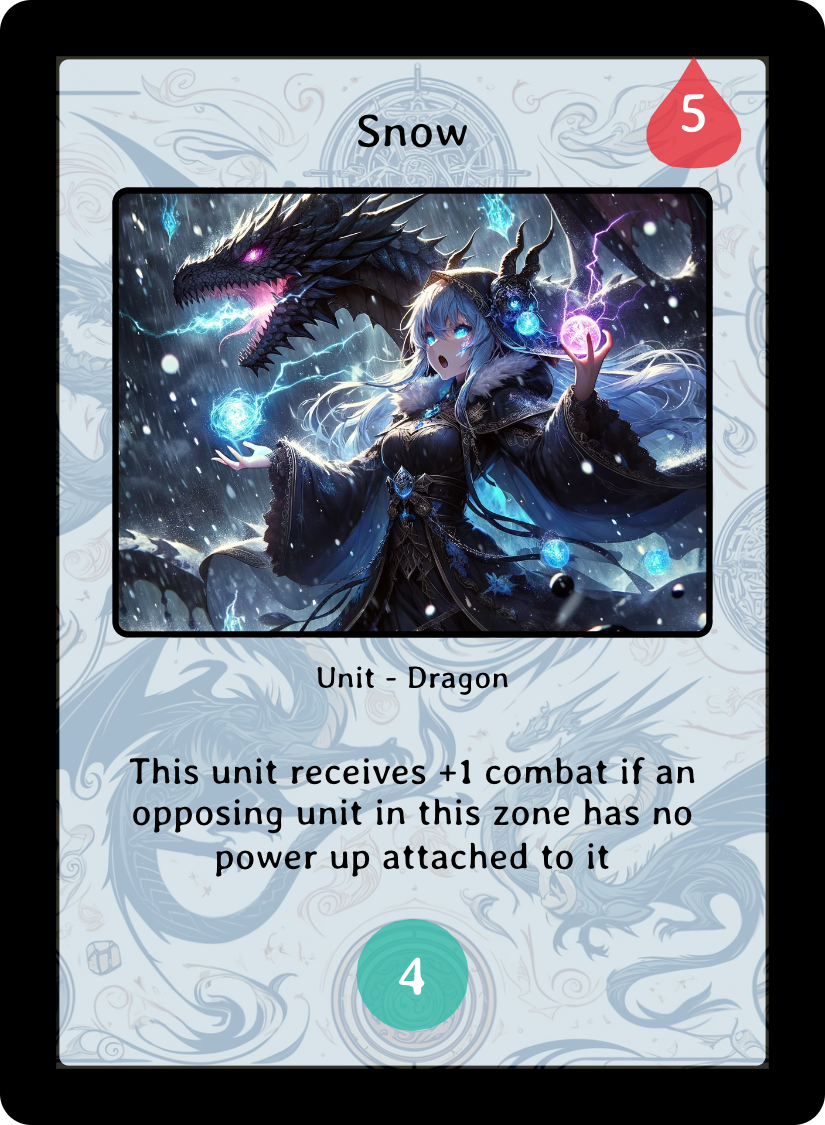 5
Snow
Unit - Dragon
This unit receives +1 combat if an
opposing unit in this zone has no
power up attached to it
4